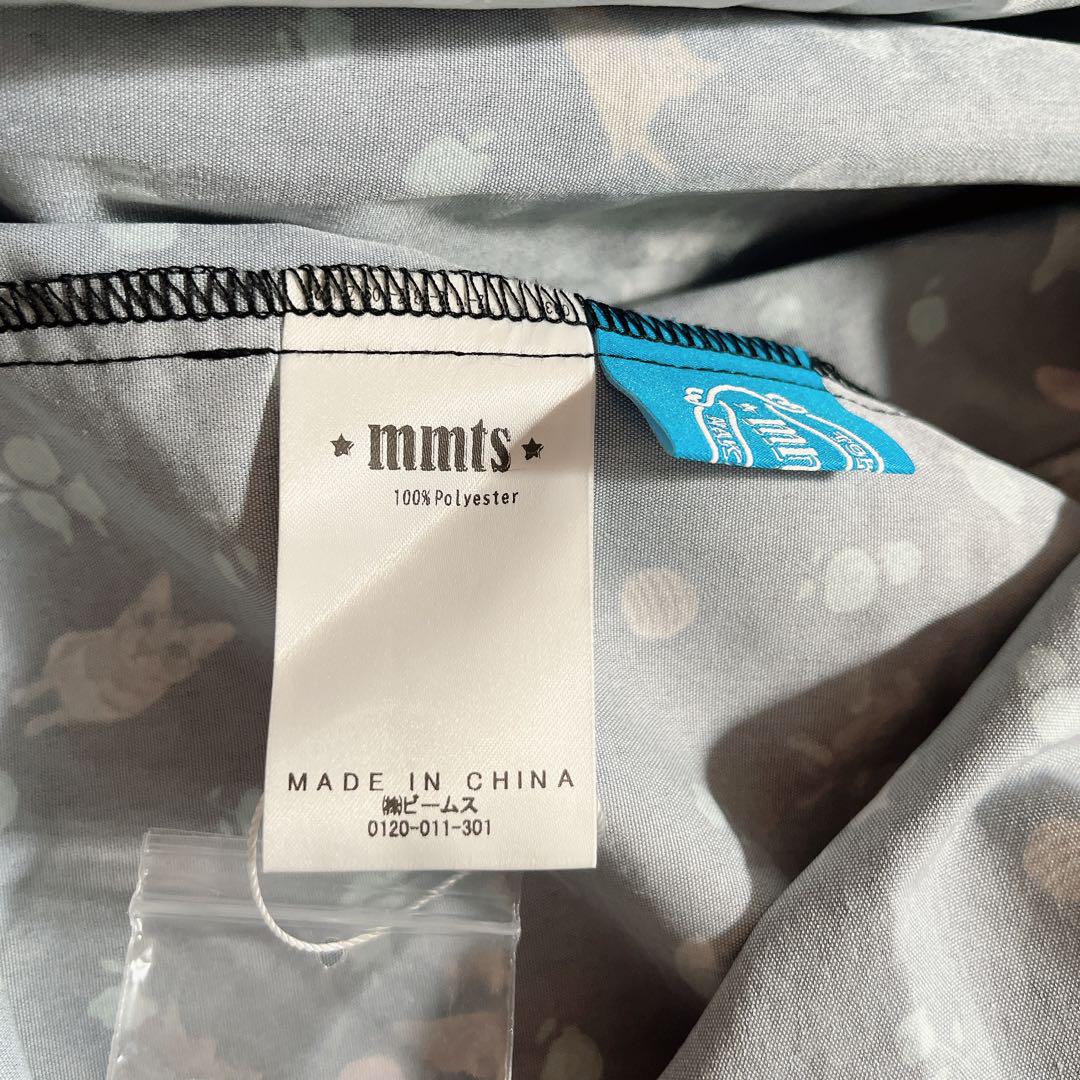 ★mmts★
100% Polyester
MADE IN CHINA
㈱ビームス
0120-011-301